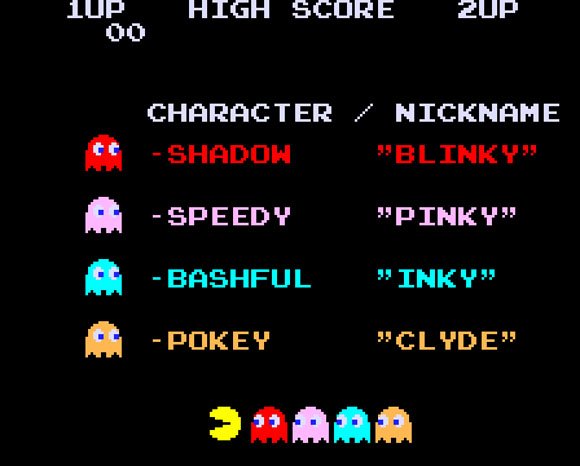 1UP HIGH SCORE 2UP
00
CHARACTER / NICKNAME
-SHADOW "BLINKY"
-SPEEDY "PINKY"
-BASHFUL "INKY"
-POKEY "CLYDE"